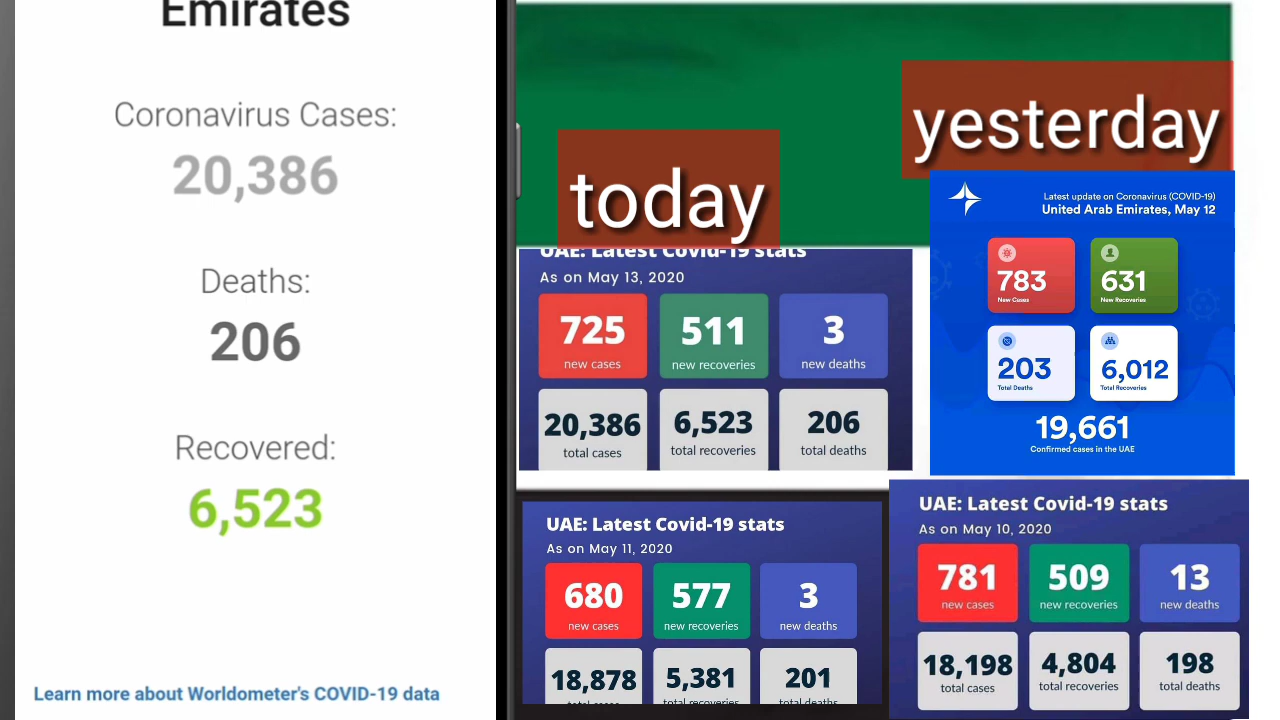 Emirates
Coronavirus Cases:
20,386
Deaths:
206
Recovered:
6,523
Learn more about Worldometer's COVID-19 data
today
yesterday
UAE: Latest Covid-19 stats
As on May 13, 2020
725
new cases
511
new recoveries
3
new deaths
20,386
total cases
6,523
total recoveries
206
total deaths
Latest update on Coronavirus (COVID-19)
United Arab Emirates, May 12
783
New Cases
631
New Recoveries
203
Total Deaths
6,012
Total Recoveries
19,661
Confirmed cases in the UAE
UAE: Latest Covid-19 stats
As on May 11, 2020
680
new cases
577
new recoveries
3
new deaths
18,878
total cases
5,381
total recoveries
201
total deaths
UAE: Latest Covid-19 stats
As on May 10, 2020
781
new cases
509
new recoveries
13
new deaths
18,198
total cases
4,804
total recoveries
198
total deaths